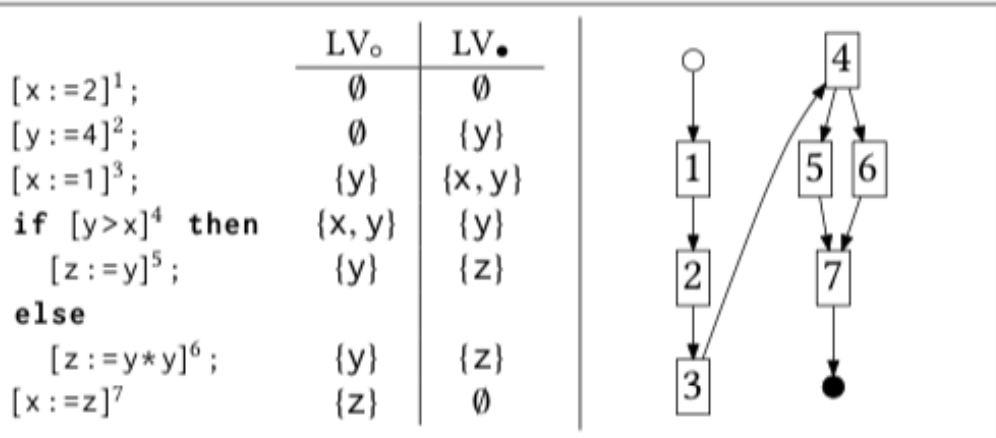 LV∘ LV•
[x:=2]¹; ∅ ∅
[y:=4]²; ∅ {y}
[x:=1]³; {y} {x,y}
if [y>x]⁴ then {x, y} {y}
[z:=y]⁵; {y} {z}
else
[z:=y*y]⁶; {y} {z}
[x:=z]⁷ {z} ∅
4
1 5 6
2 7
3